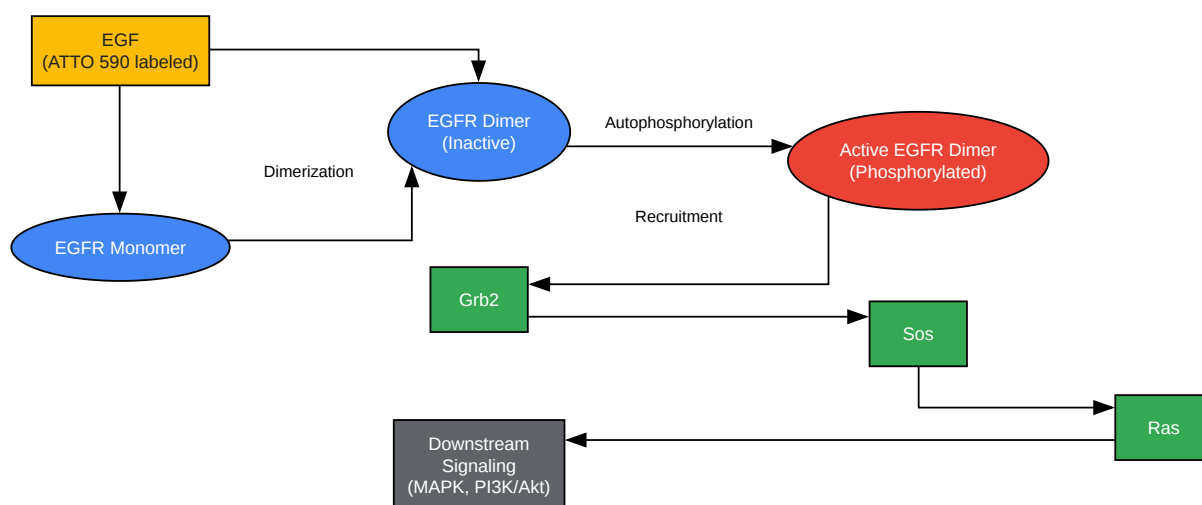 EGF
(ATTO 590 labeled)
EGFR Dimer
(Inactive)
Autophosphorylation
Active EGFR Dimer
(Phosphorylated)
Dimerization
EGFR Monomer
Recruitment
Grb2
Sos
Ras
Downstream
Signaling
(MAPK, PI3K/Akt)